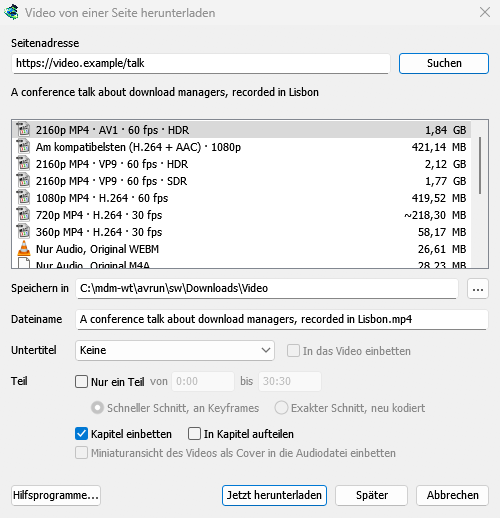 Video von einer Seite herunterladen
Seitenadresse
https://video.example/talk
Suchen
A conference talk about download managers, recorded in Lisbon
2160p MP4 · AV1 · 60 fps · HDR 1,84 GB
Am kompatibelsten (H.264 + AAC) · 1080p 421,14 MB
2160p MP4 · VP9 · 60 fps · HDR 2,12 GB
2160p MP4 · VP9 · 60 fps · SDR 1,77 GB
1080p MP4 · H.264 · 60 fps 419,52 MB
720p MP4 · H.264 · 30 fps ~218,30 MB
360p MP4 · H.264 · 30 fps 58,17 MB
Nur Audio, Original WEBM 26,61 MB
Nur Audio, Original M4A 28,23 MB
Speichern in C:\mdm-wt\avrun\sw\Downloads\Video ...
Dateiname A conference talk about download managers, recorded in Lisbon.mp4
Untertitel Keine In das Video einbetten
Teil Nur ein Teil von 0:00 bis 30:30
Schneller Schnitt, an Keyframes Exakter Schnitt, neu kodiert
Kapitel einbetten In Kapitel aufteilen
Miniaturansicht des Videos als Cover in die Audiodatei einbetten
Hilfsprogramme... Jetzt herunterladen Später Abbrechen